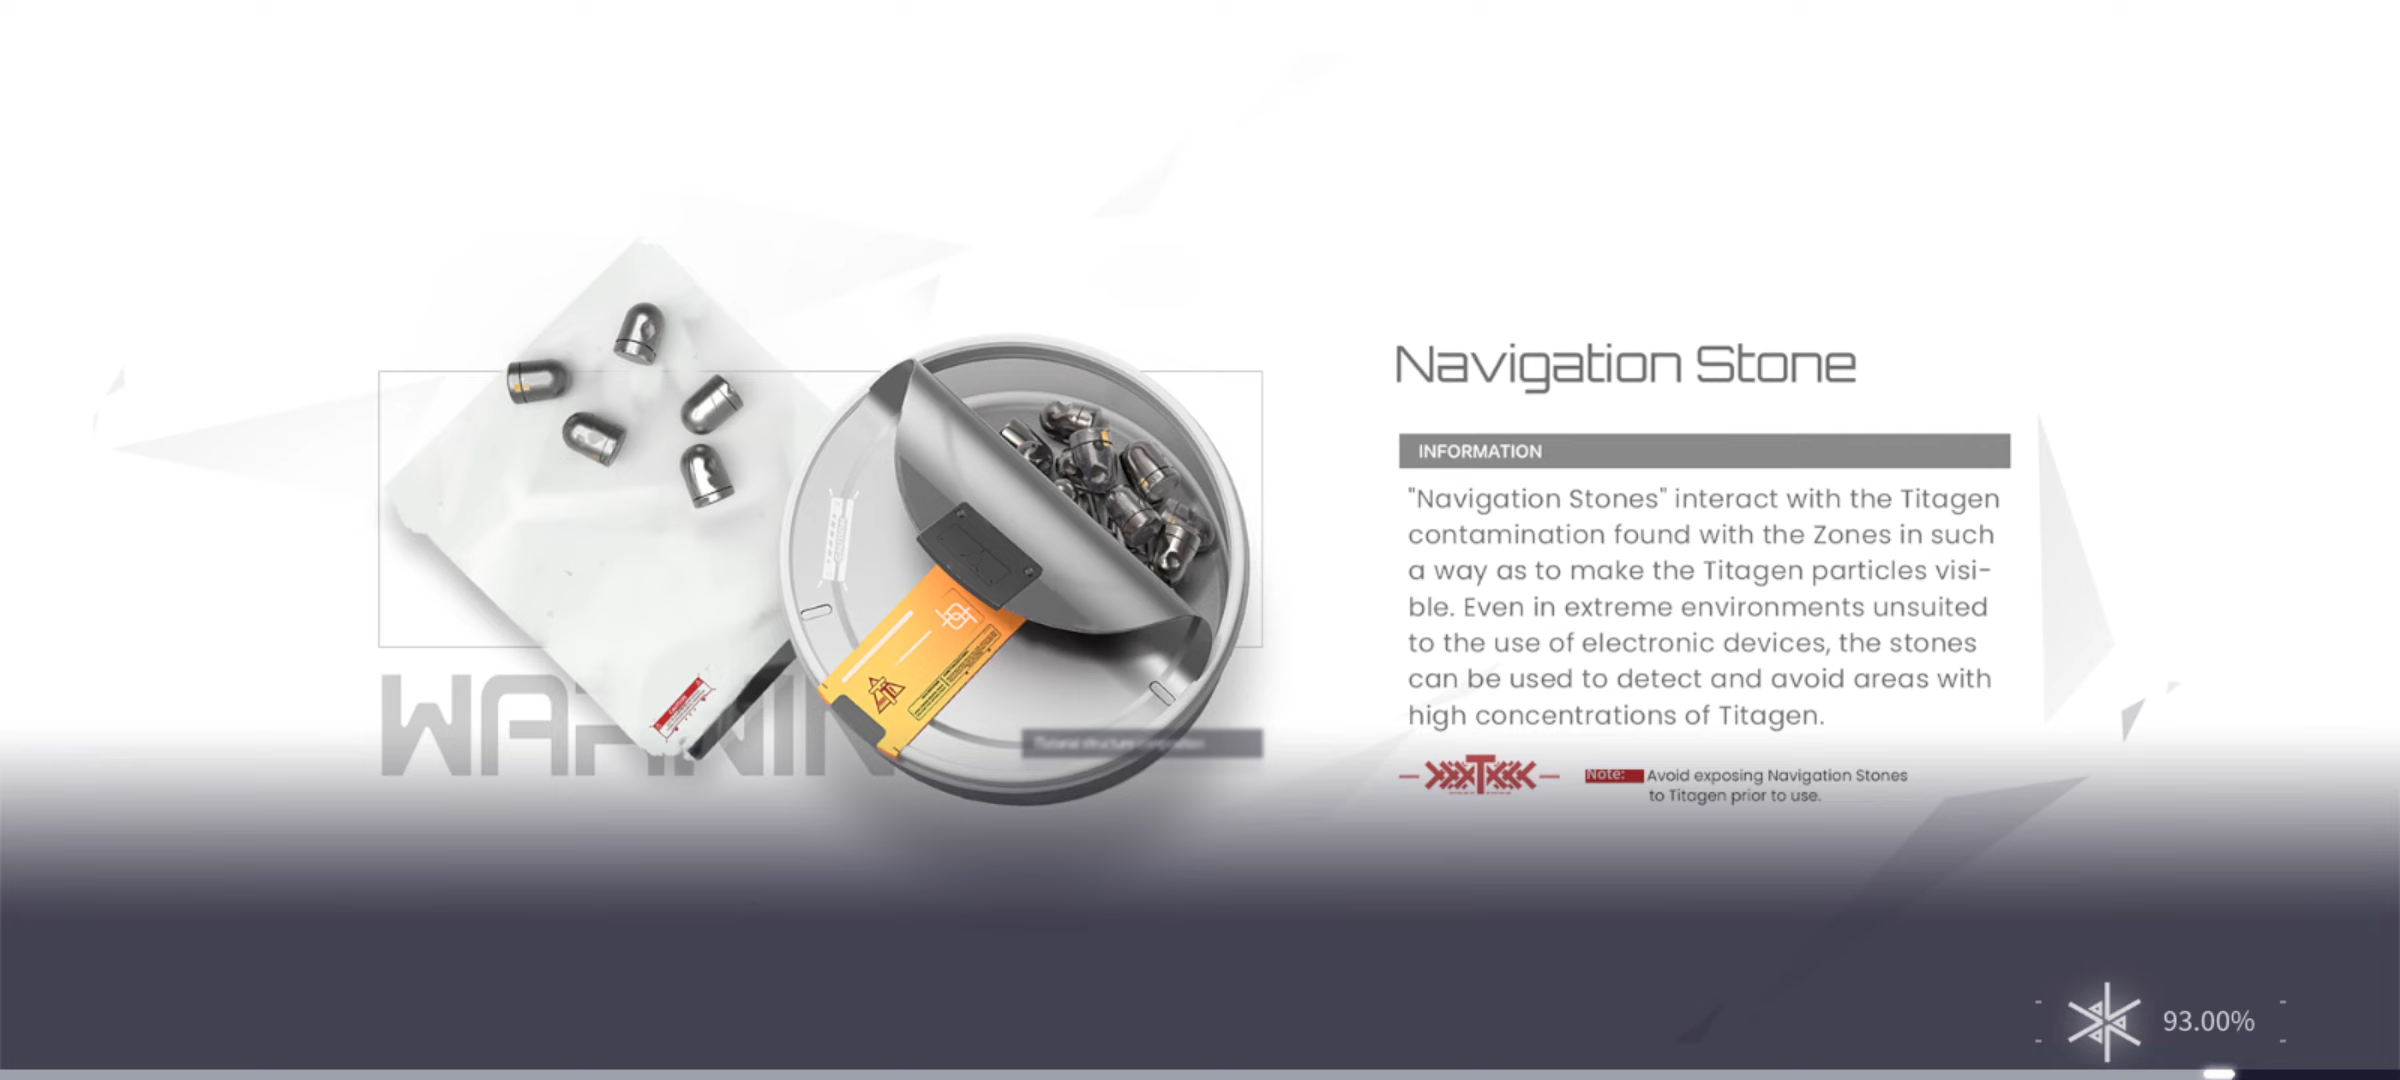 Navigation Stone
INFORMATION
"Navigation Stones" interact with the Titagen
contamination found with the Zones in such
a way as to make the Titagen particles visi-
ble. Even in extreme environments unsuited
to the use of electronic devices, the stones
can be used to detect and avoid areas with
high concentrations of Titagen.
Note: Avoid exposing Navigation Stones
to Titagen prior to use.
93.00%